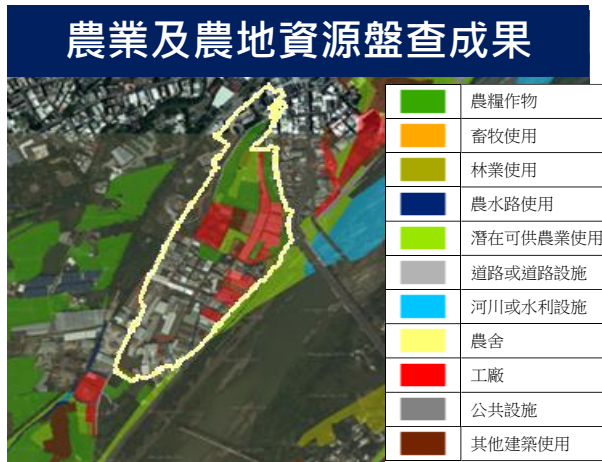 農業及農地資源盤查成果
農糧作物
畜牧使用
林業使用
農水路使用
潛在可供農業使用
道路或道路設施
河川或水利設施
農舍
工廠
公共設施
其他建築使用